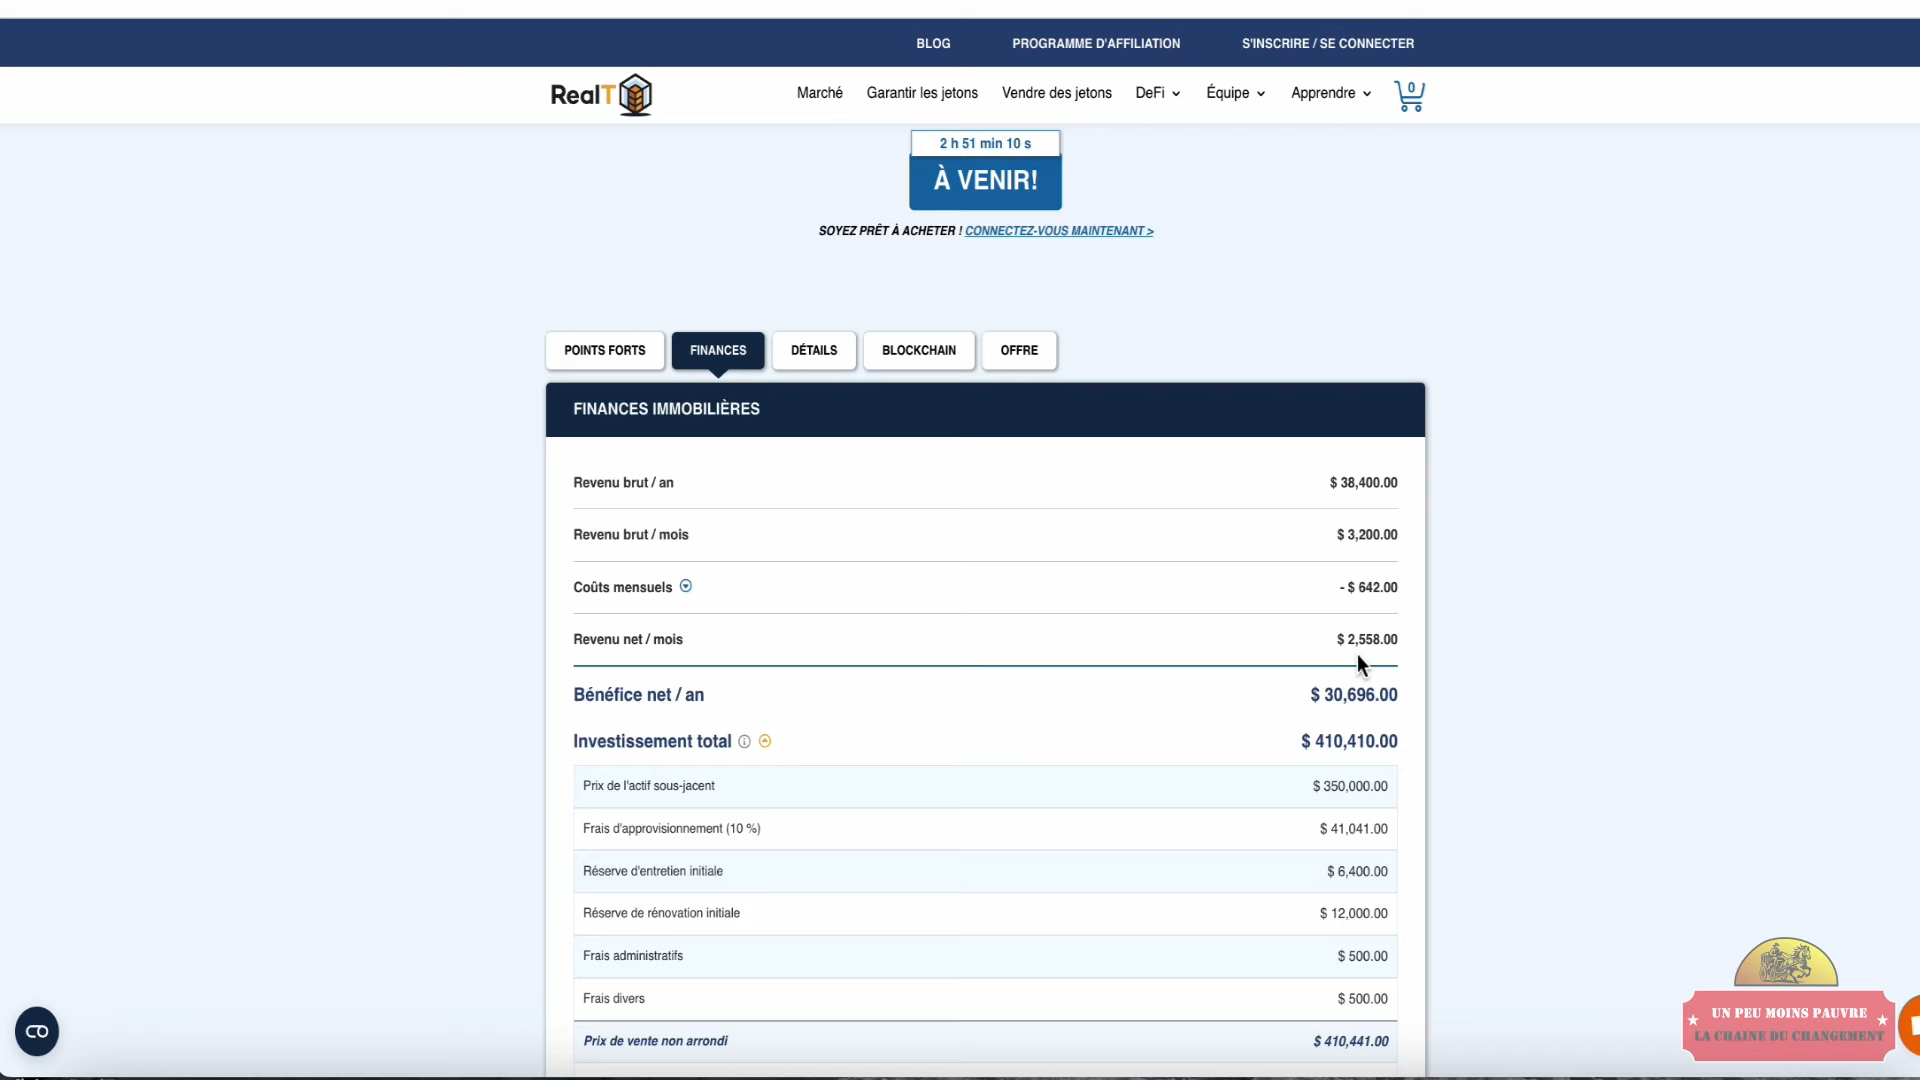 BLOG PROGRAMME D'AFFILIATION S'INSCRIRE / SE CONNECTER
RealT Marché Garantir les jetons Vendre des jetons DeFi Équipe Apprendre 0
2 h 51 min 10 s
À VENIR!
SOYEZ PRÊT À ACHETER ! CONNECTEZ-VOUS MAINTENANT >
POINTS FORTS FINANCES DÉTAILS BLOCKCHAIN OFFRE
FINANCES IMMOBILIÈRES
Revenu brut / an $ 38,400.00
Revenu brut / mois $ 3,200.00
Coûts mensuels - $ 642.00
Revenu net / mois $ 2,558.00
Bénéfice net / an $ 30,696.00
Investissement total $ 410,410.00
Prix de l'actif sous-jacent $ 350,000.00
Frais d'approvisionnement (10 %) $ 41,041.00
Réserve d'entretien initiale $ 6,400.00
Réserve de rénovation initiale $ 12,000.00
Frais administratifs $ 500.00
Frais divers $ 500.00
Prix de vente non arrondi $ 410,441.00
UN PEU MOINS PAUVRE
LA CHAINE DU CHANGEMENT